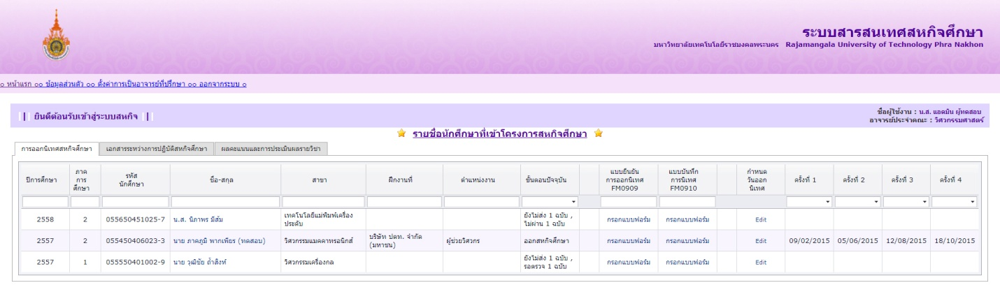 ระบบสารสนเทศสหกิจศึกษา
มหาวิทยาลัยเทคโนโลยีราชมงคลพระนคร Rajamangala University of Technology Phra Nakhon
o หน้าแรก oo ข้อมูลส่วนตัว oo ตั้งค่าการเป็นอาจารย์ที่ปรึกษา oo ออกจากระบบ o
|| ยินดีต้อนรับเข้าสู่ระบบสหกิจ ||
ชื่อผู้ใช้งาน : น.ส. แอดมิน ผู้ทดสอบ
อาจารย์ประจำคณะ : วิศวกรรมศาสตร์
รายชื่อนักศึกษาที่เข้าโครงการสหกิจศึกษา
การออกนิเทศสหกิจศึกษา เอกสารระหว่างการปฏิบัติสหกิจศึกษา ผลคะแนนและการประเมินผลรายวิชา
ปีการศึกษา ภาคการศึกษา รหัสนักศึกษา ชื่อ-สกุล สาขา ฝึกงานที่ ตำแหน่งงาน ขั้นตอนปัจจุบัน แบบยืนยันการออกนิเทศ FM0909 แบบบันทึกการนิเทศ FM0910 กำหนดวันออกนิเทศ ครั้งที่ 1 ครั้งที่ 2 ครั้งที่ 3 ครั้งที่ 4
2558 2 055650451025-7 น.ส. นิภาพร มีส้ม เทคโนโลยีแม่พิมพ์เครื่องประดับ ยังไม่ส่ง 1 ฉบับ , ไม่ผ่าน 1 ฉบับ กรอกแบบฟอร์ม กรอกแบบฟอร์ม Edit
2557 2 055450406023-3 นาย ภาคภูมิ พากเพียร (ทดสอบ) วิศวกรรมแมคคาทรอนิกส์ บริษัท ปตท. จำกัด (มหาชน) ผู้ช่วยวิศวกร ออกสหกิจศึกษา กรอกแบบฟอร์ม กรอกแบบฟอร์ม Edit 09/02/2015 05/06/2015 12/08/2015 18/10/2015
2557 1 055550401002-9 นาย วุฒิชัย ถ้ำสิงห์ วิศวกรรมเครื่องกล ยังไม่ส่ง 1 ฉบับ , รอตรวจ 1 ฉบับ กรอกแบบฟอร์ม กรอกแบบฟอร์ม Edit